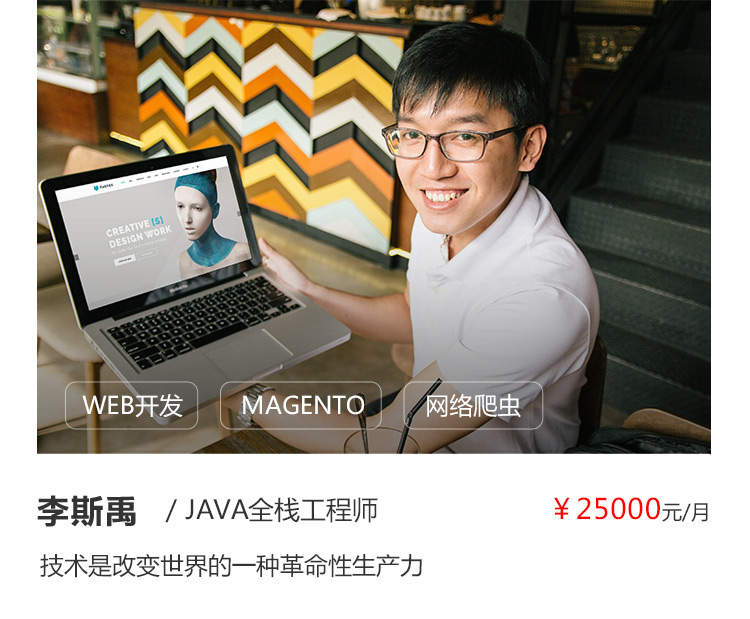 CREATIVE [S]
DESIGN WORK
WEB开发
MAGENTO
网络爬虫
李斯禹 / JAVA全栈工程师 ¥25000元/月
技术是改变世界的一种革命性生产力